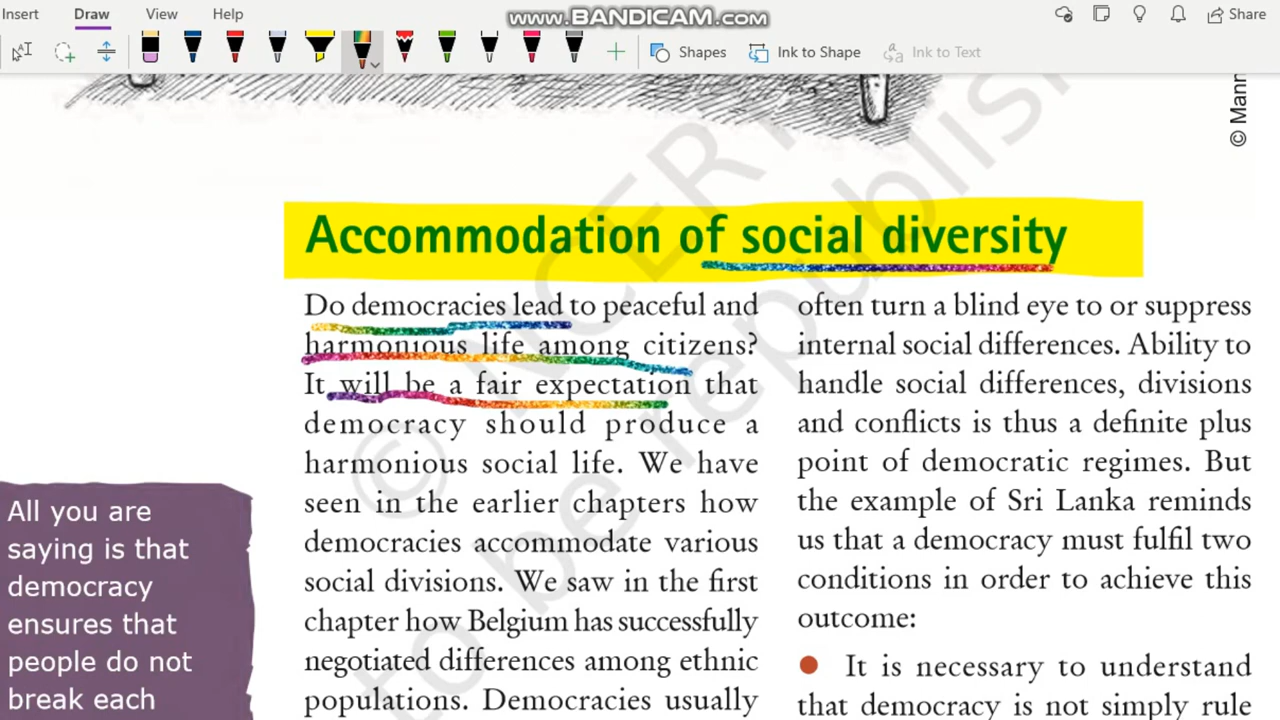 Insert Draw View Help
www.BANDICAM.com
Share
Shapes Ink to Shape Ink to Text
© Mann
Accommodation of social diversity
Do democracies lead to peaceful and
harmonious life among citizens?
It will be a fair expectation that
democracy should produce a
harmonious social life. We have
seen in the earlier chapters how
democracies accommodate various
social divisions. We saw in the first
chapter how Belgium has successfully
negotiated differences among ethnic
populations. Democracies usually
often turn a blind eye to or suppress
internal social differences. Ability to
handle social differences, divisions
and conflicts is thus a definite plus
point of democratic regimes. But
the example of Sri Lanka reminds
us that a democracy must fulfil two
conditions in order to achieve this
outcome:
● It is necessary to understand
that democracy is not simply rule
All you are
saying is that
democracy
ensures that
people do not
break each
© NCER
to be republis